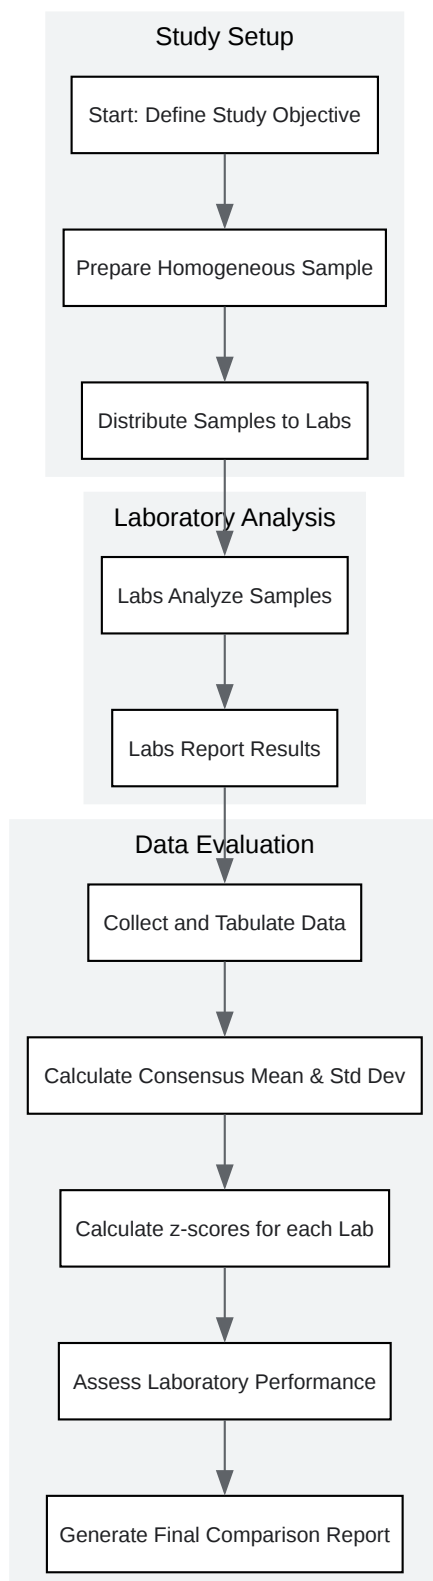 Study Setup
Start: Define Study Objective
Prepare Homogeneous Sample
Distribute Samples to Labs
Laboratory Analysis
Labs Analyze Samples
Labs Report Results
Data Evaluation
Collect and Tabulate Data
Calculate Consensus Mean & Std Dev
Calculate z-scores for each Lab
Assess Laboratory Performance
Generate Final Comparison Report